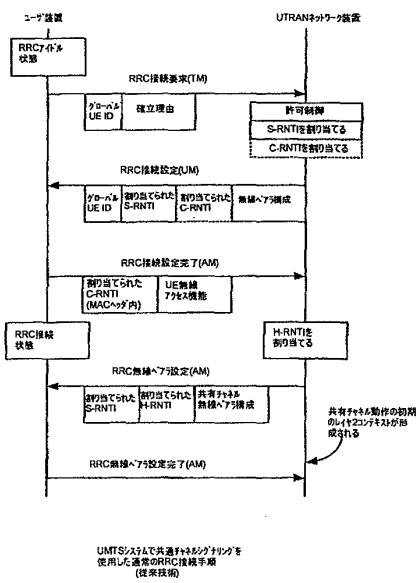 ユーザ装置
UTRANネットワーク装置
RRCアイドル
状態
RRC接続要求(TM)
グローバル
UE ID
確立理由
許可制御
S-RNTIを割り当てる
C-RNTIを割り当てる
RRC接続設定(UM)
グローバル
UE ID
割り当てられた
S-RNTI
割り当てられた
C-RNTI
無線ベアラ構成
RRC接続設定完了(AM)
割り当てられた
C-RNTI
(MACヘッダ内)
UE無線
アクセス機能
RRC接続
状態
H-RNTIを
割り当てる
RRC無線ベアラ設定(AM)
割り当てられた
S-RNTI
割り当てられた
H-RNTI
共有チャネル
無線ベアラ構成
共有チャネル動作の初期
のレイヤ2コンテキストが形
成される
RRC無線ベアラ設定完了(AM)
UMTSシステムで共通チャネルシグナリングを
使用した通常のRRC接続手順
(従来技術)